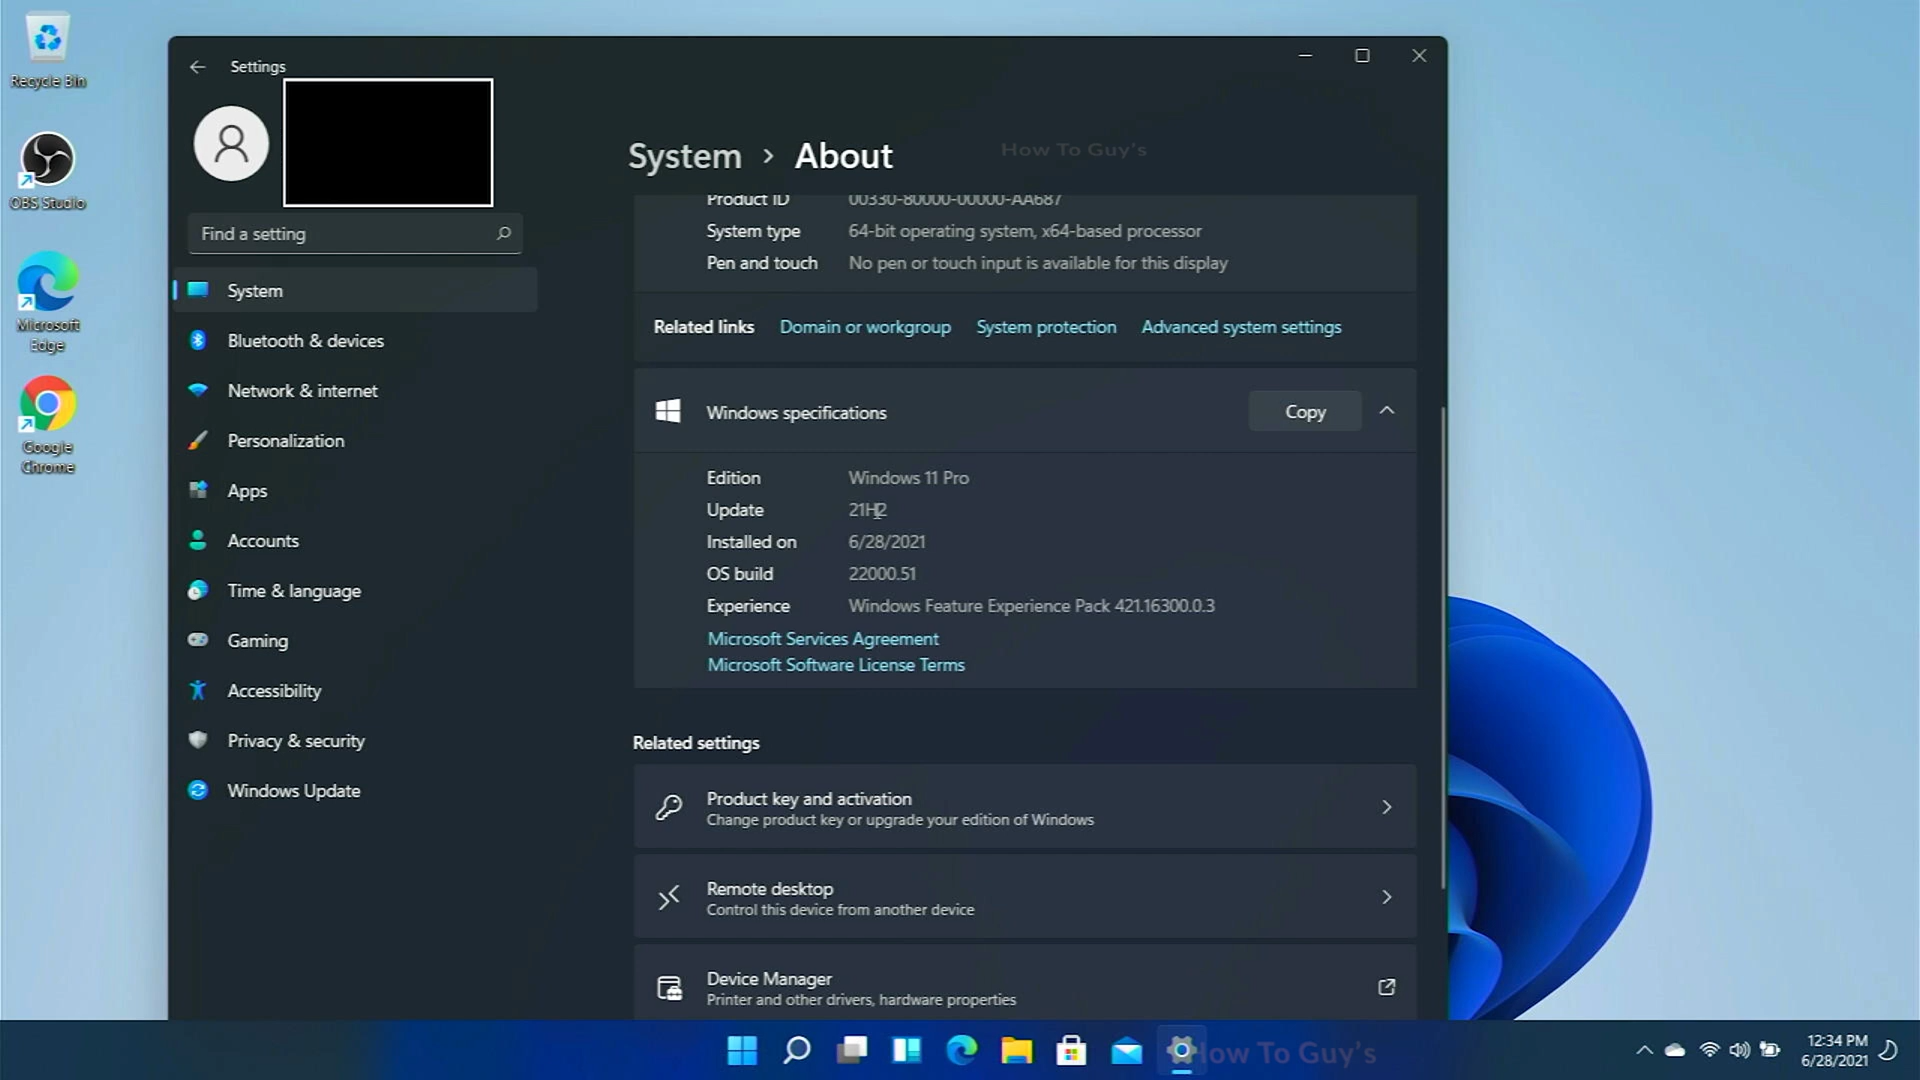 Recycle Bin
OBS Studio
Microsoft
Edge
Google
Chrome
Settings
Find a setting
System
Bluetooth & devices
Network & internet
Personalization
Apps
Accounts
Time & language
Gaming
Accessibility
Privacy & security
Windows Update
System > About
How To Guy's
Product ID 00330-80000-00000-AA687
System type 64-bit operating system, x64-based processor
Pen and touch No pen or touch input is available for this display
Related links Domain or workgroup System protection Advanced system settings
Windows specifications Copy
Edition Windows 11 Pro
Update 21H2
Installed on 6/28/2021
OS build 22000.51
Experience Windows Feature Experience Pack 421.16300.0.3
Microsoft Services Agreement
Microsoft Software License Terms
Related settings
Product key and activation
Change product key or upgrade your edition of Windows
Remote desktop
Control this device from another device
Device Manager
Printer and other drivers, hardware properties
How To Guy's
12:34 PM
6/28/2021